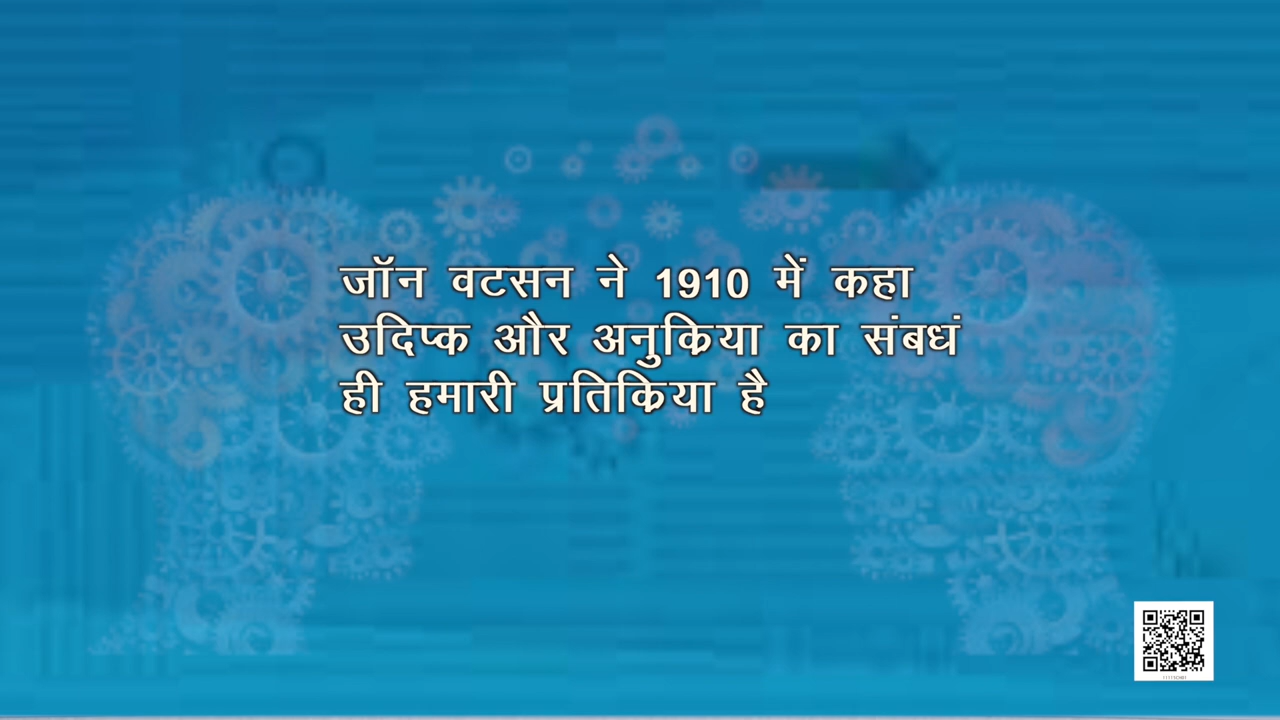 जॉन वटसन ने 1910 में कहा
उदिप्क और अनुक्रिया का संबधं
ही हमारी प्रतिक्रिया है